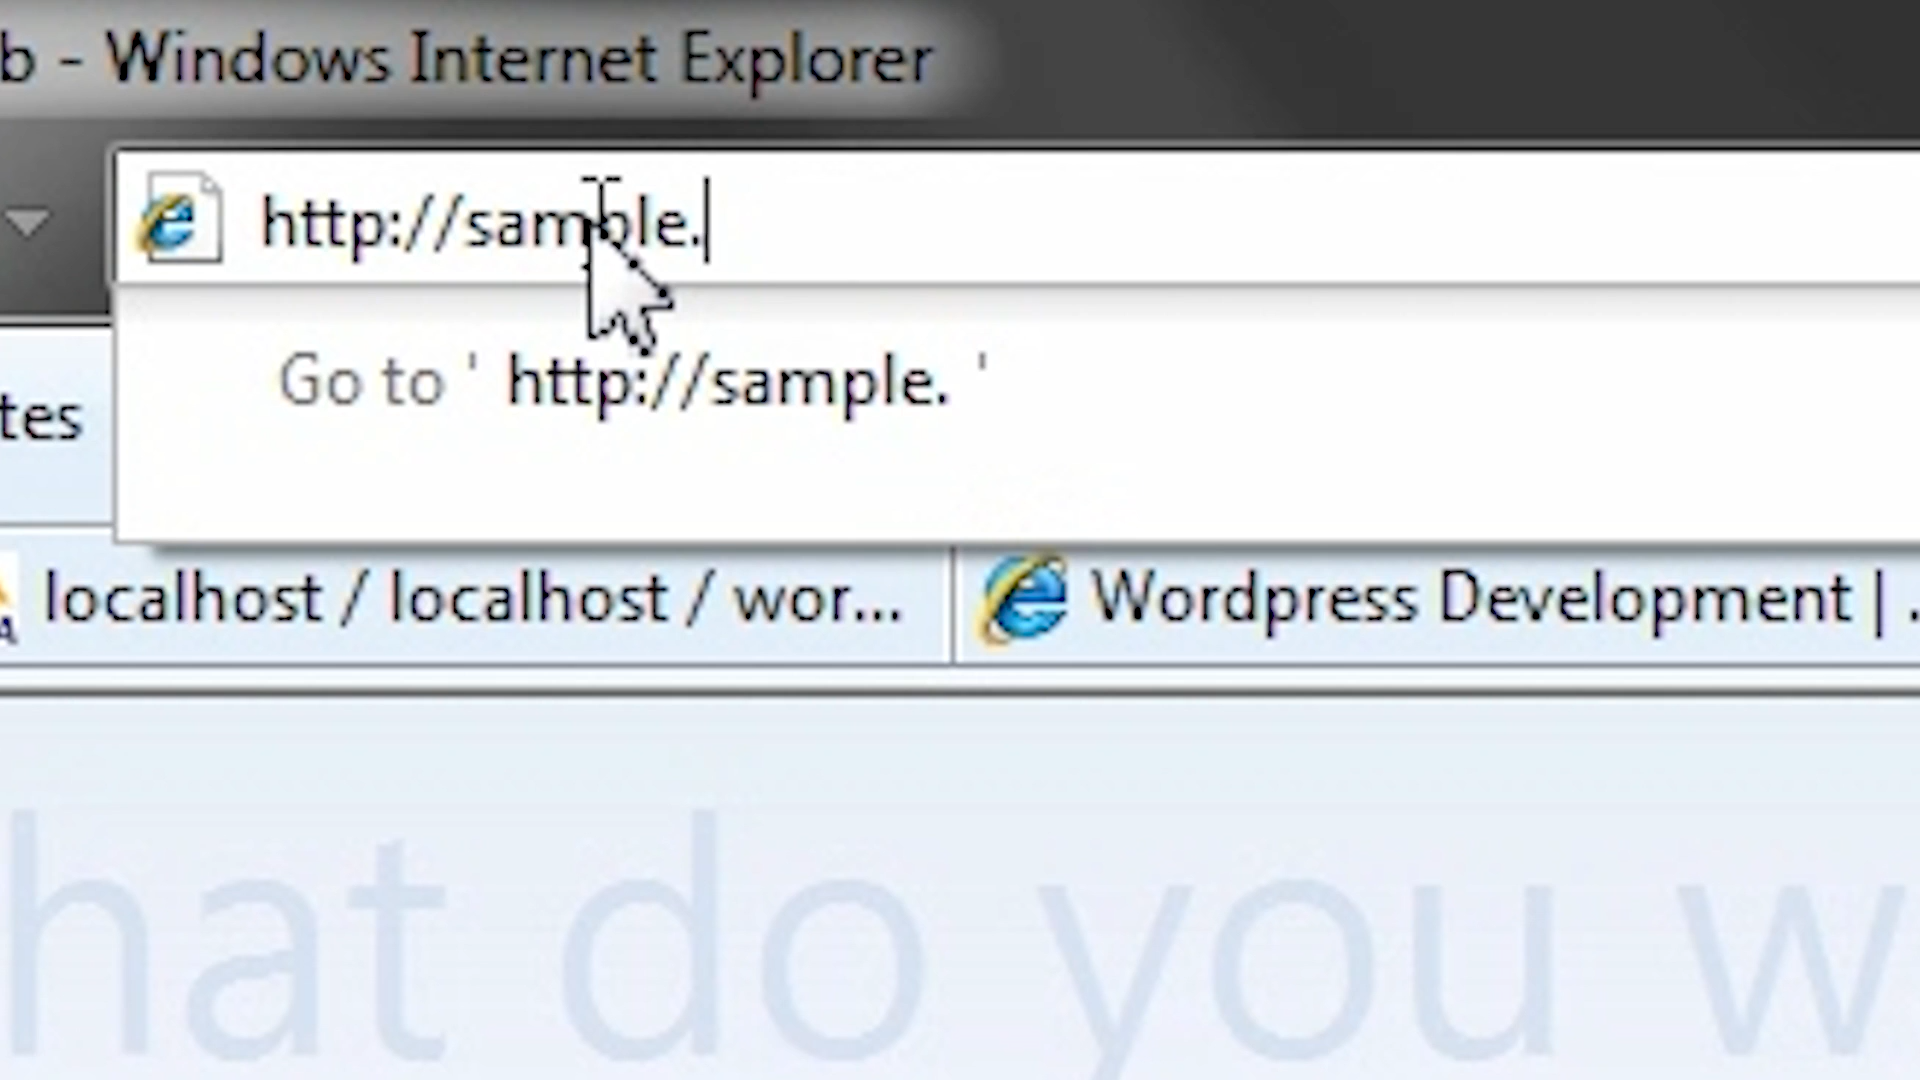 b - Windows Internet Explorer
http://sample.
Go to ' http://sample. '
tes
localhost / localhost / wor...
Wordpress Development | .
hat do you w